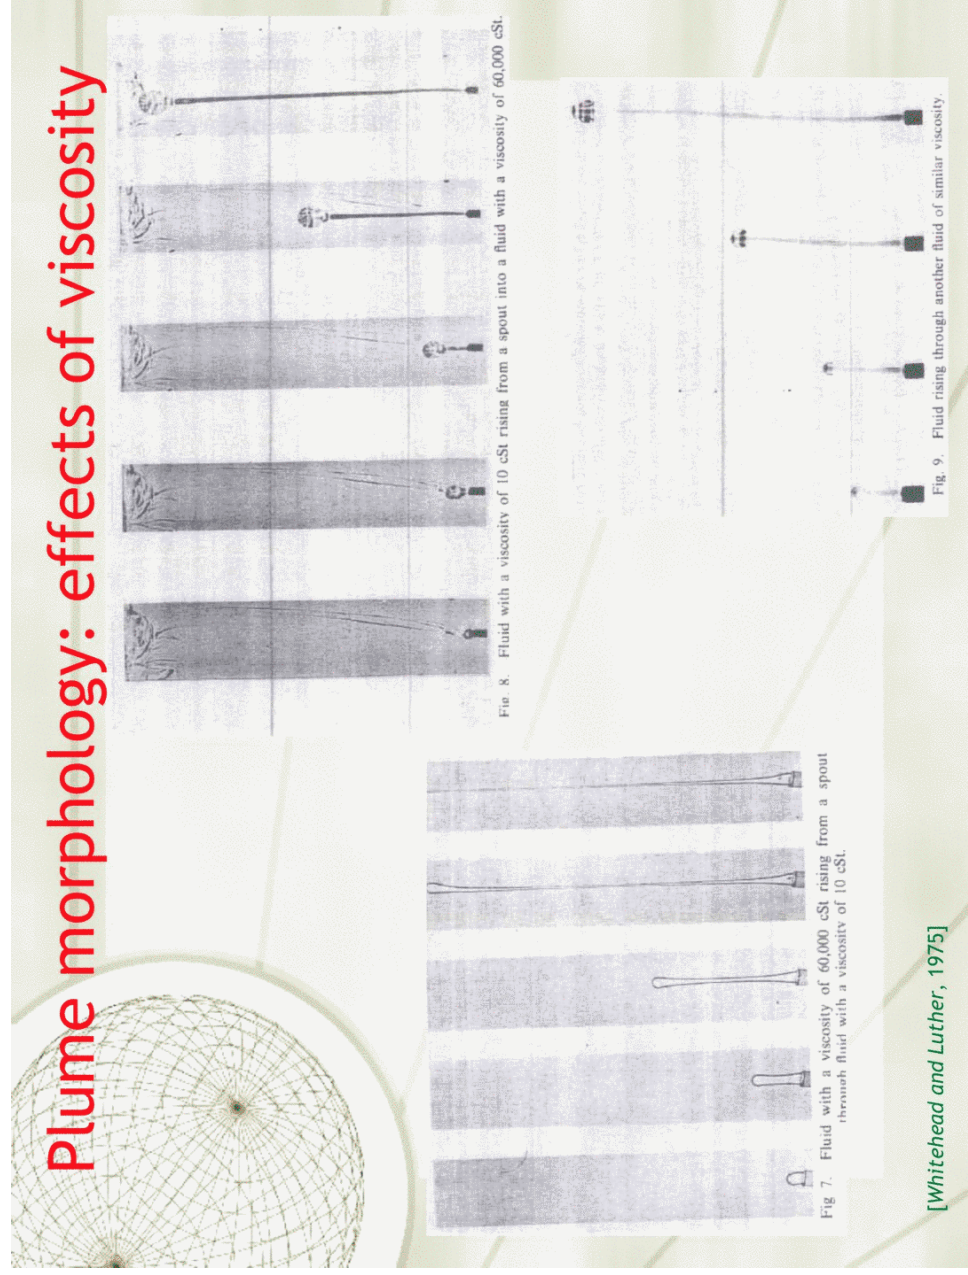 Plume morphology: effects of viscosity
Fig. 8. Fluid with a viscosity of 10 cSt rising from a spout into a fluid with a viscosity of 60,000 cSt.
Fig 7. Fluid with a viscosity of 60,000 cSt rising from a spout
through fluid with a viscosity of 10 cSt.
Fig. 9. Fluid rising through another fluid of similar viscosity.
[Whitehead and Luther, 1975]